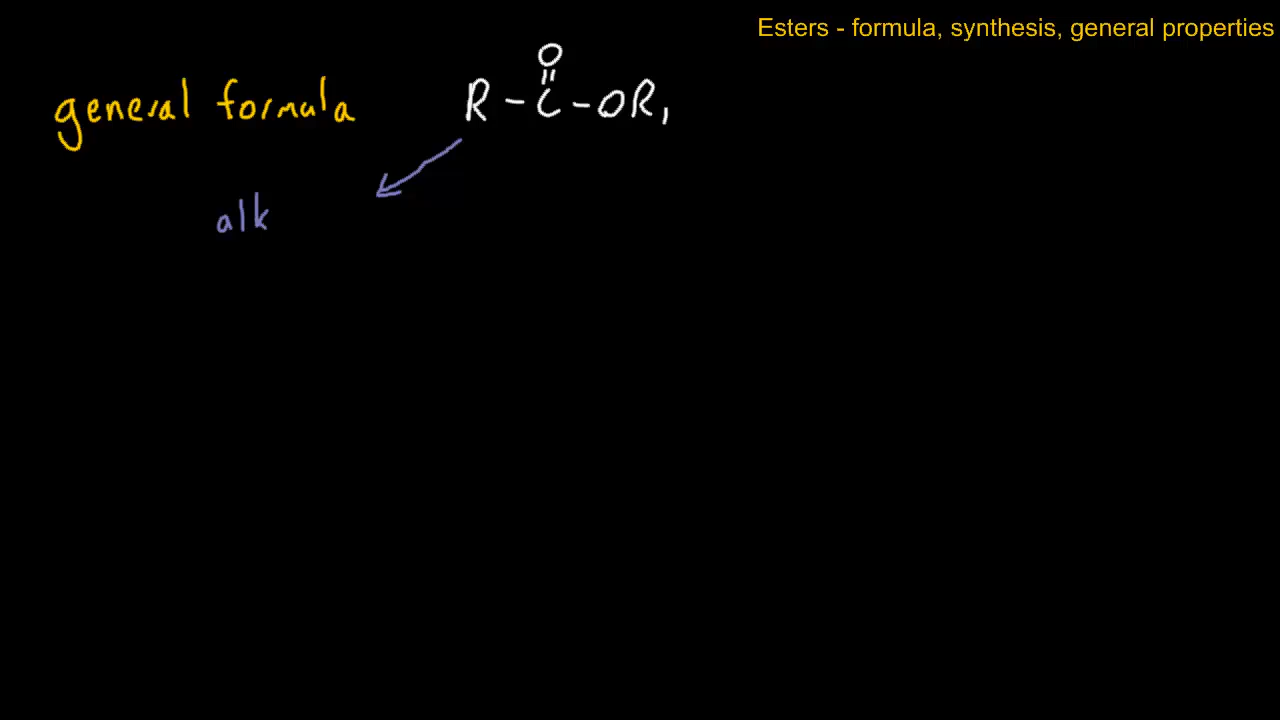 Esters - formula, synthesis, general properties
O
general formula R - C - OR,
alk